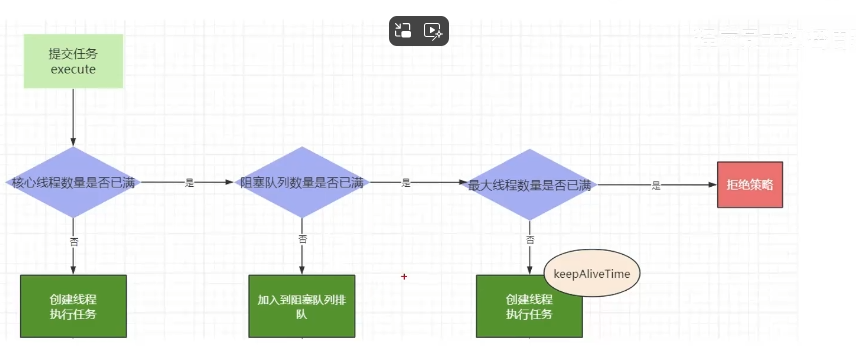 提交任务
execute
核心线程数量是否已满
是
阻塞队列数量是否已满
是
最大线程数量是否已满
是
拒绝策略
否
否
否
keepAliveTime
创建线程
执行任务
加入到阻塞队列排
队
创建线程
执行任务